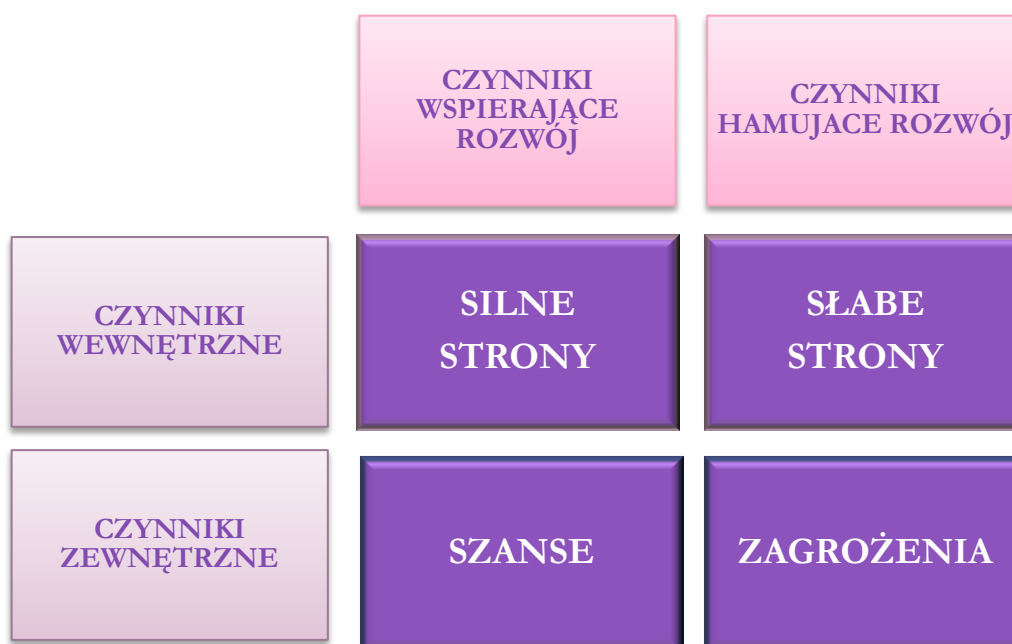 CZYNNIKI
WSPIERAJĄCE
ROZWÓJ
CZYNNIKI
HAMUJACE ROZWÓJ
CZYNNIKI
WEWNĘTRZNE
SILNE
STRONY
SŁABE
STRONY
CZYNNIKI
ZEWNĘTRZNE
SZANSE
ZAGROŻENIA